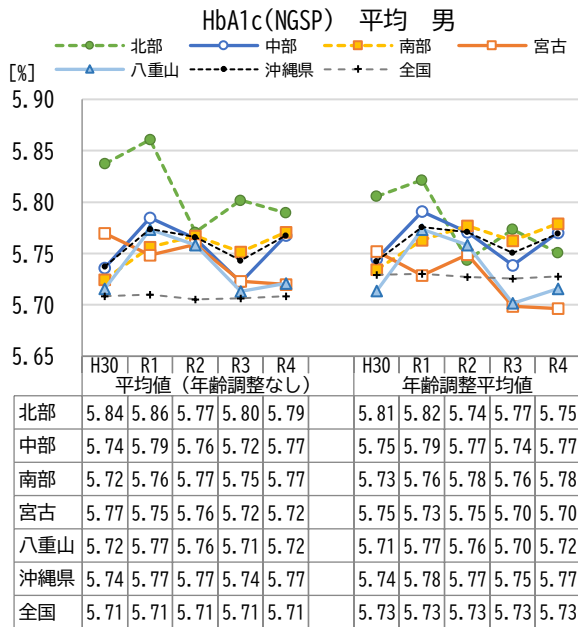 HbA1c(NGSP) 平均 男
北部 中部 南部 宮古
[%] 八重山 沖縄県 全国
5.90
5.85
5.80
5.75
5.70
5.65
H30 R1 R2 R3 R4 H30 R1 R2 R3 R4
平均値（年齢調整なし） 年齢調整平均値
北部 5.84 5.86 5.77 5.80 5.79 5.81 5.82 5.74 5.77 5.75
中部 5.74 5.79 5.76 5.72 5.77 5.75 5.79 5.77 5.74 5.77
南部 5.72 5.76 5.77 5.75 5.77 5.73 5.76 5.78 5.76 5.78
宮古 5.77 5.75 5.76 5.72 5.72 5.75 5.73 5.75 5.70 5.70
八重山 5.72 5.77 5.76 5.71 5.72 5.71 5.77 5.76 5.70 5.72
沖縄県 5.74 5.77 5.77 5.74 5.77 5.74 5.78 5.77 5.75 5.77
全国 5.71 5.71 5.71 5.71 5.71 5.73 5.73 5.73 5.73 5.73